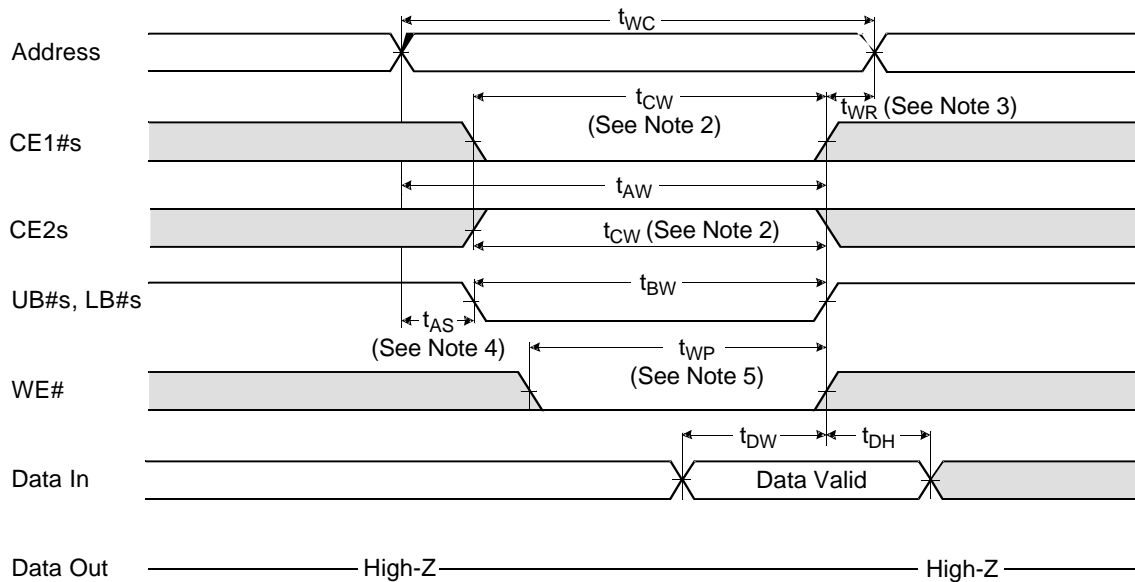 tWC
Address
tCW
(See Note 2)
tWR (See Note 3)
CE1#s
tAW
CE2s
tCW (See Note 2)
UB#s, LB#s
tBW
tAS
(See Note 4)
tWP
(See Note 5)
WE#
tDW
tDH
Data In
Data Valid
Data Out
High-Z
High-Z